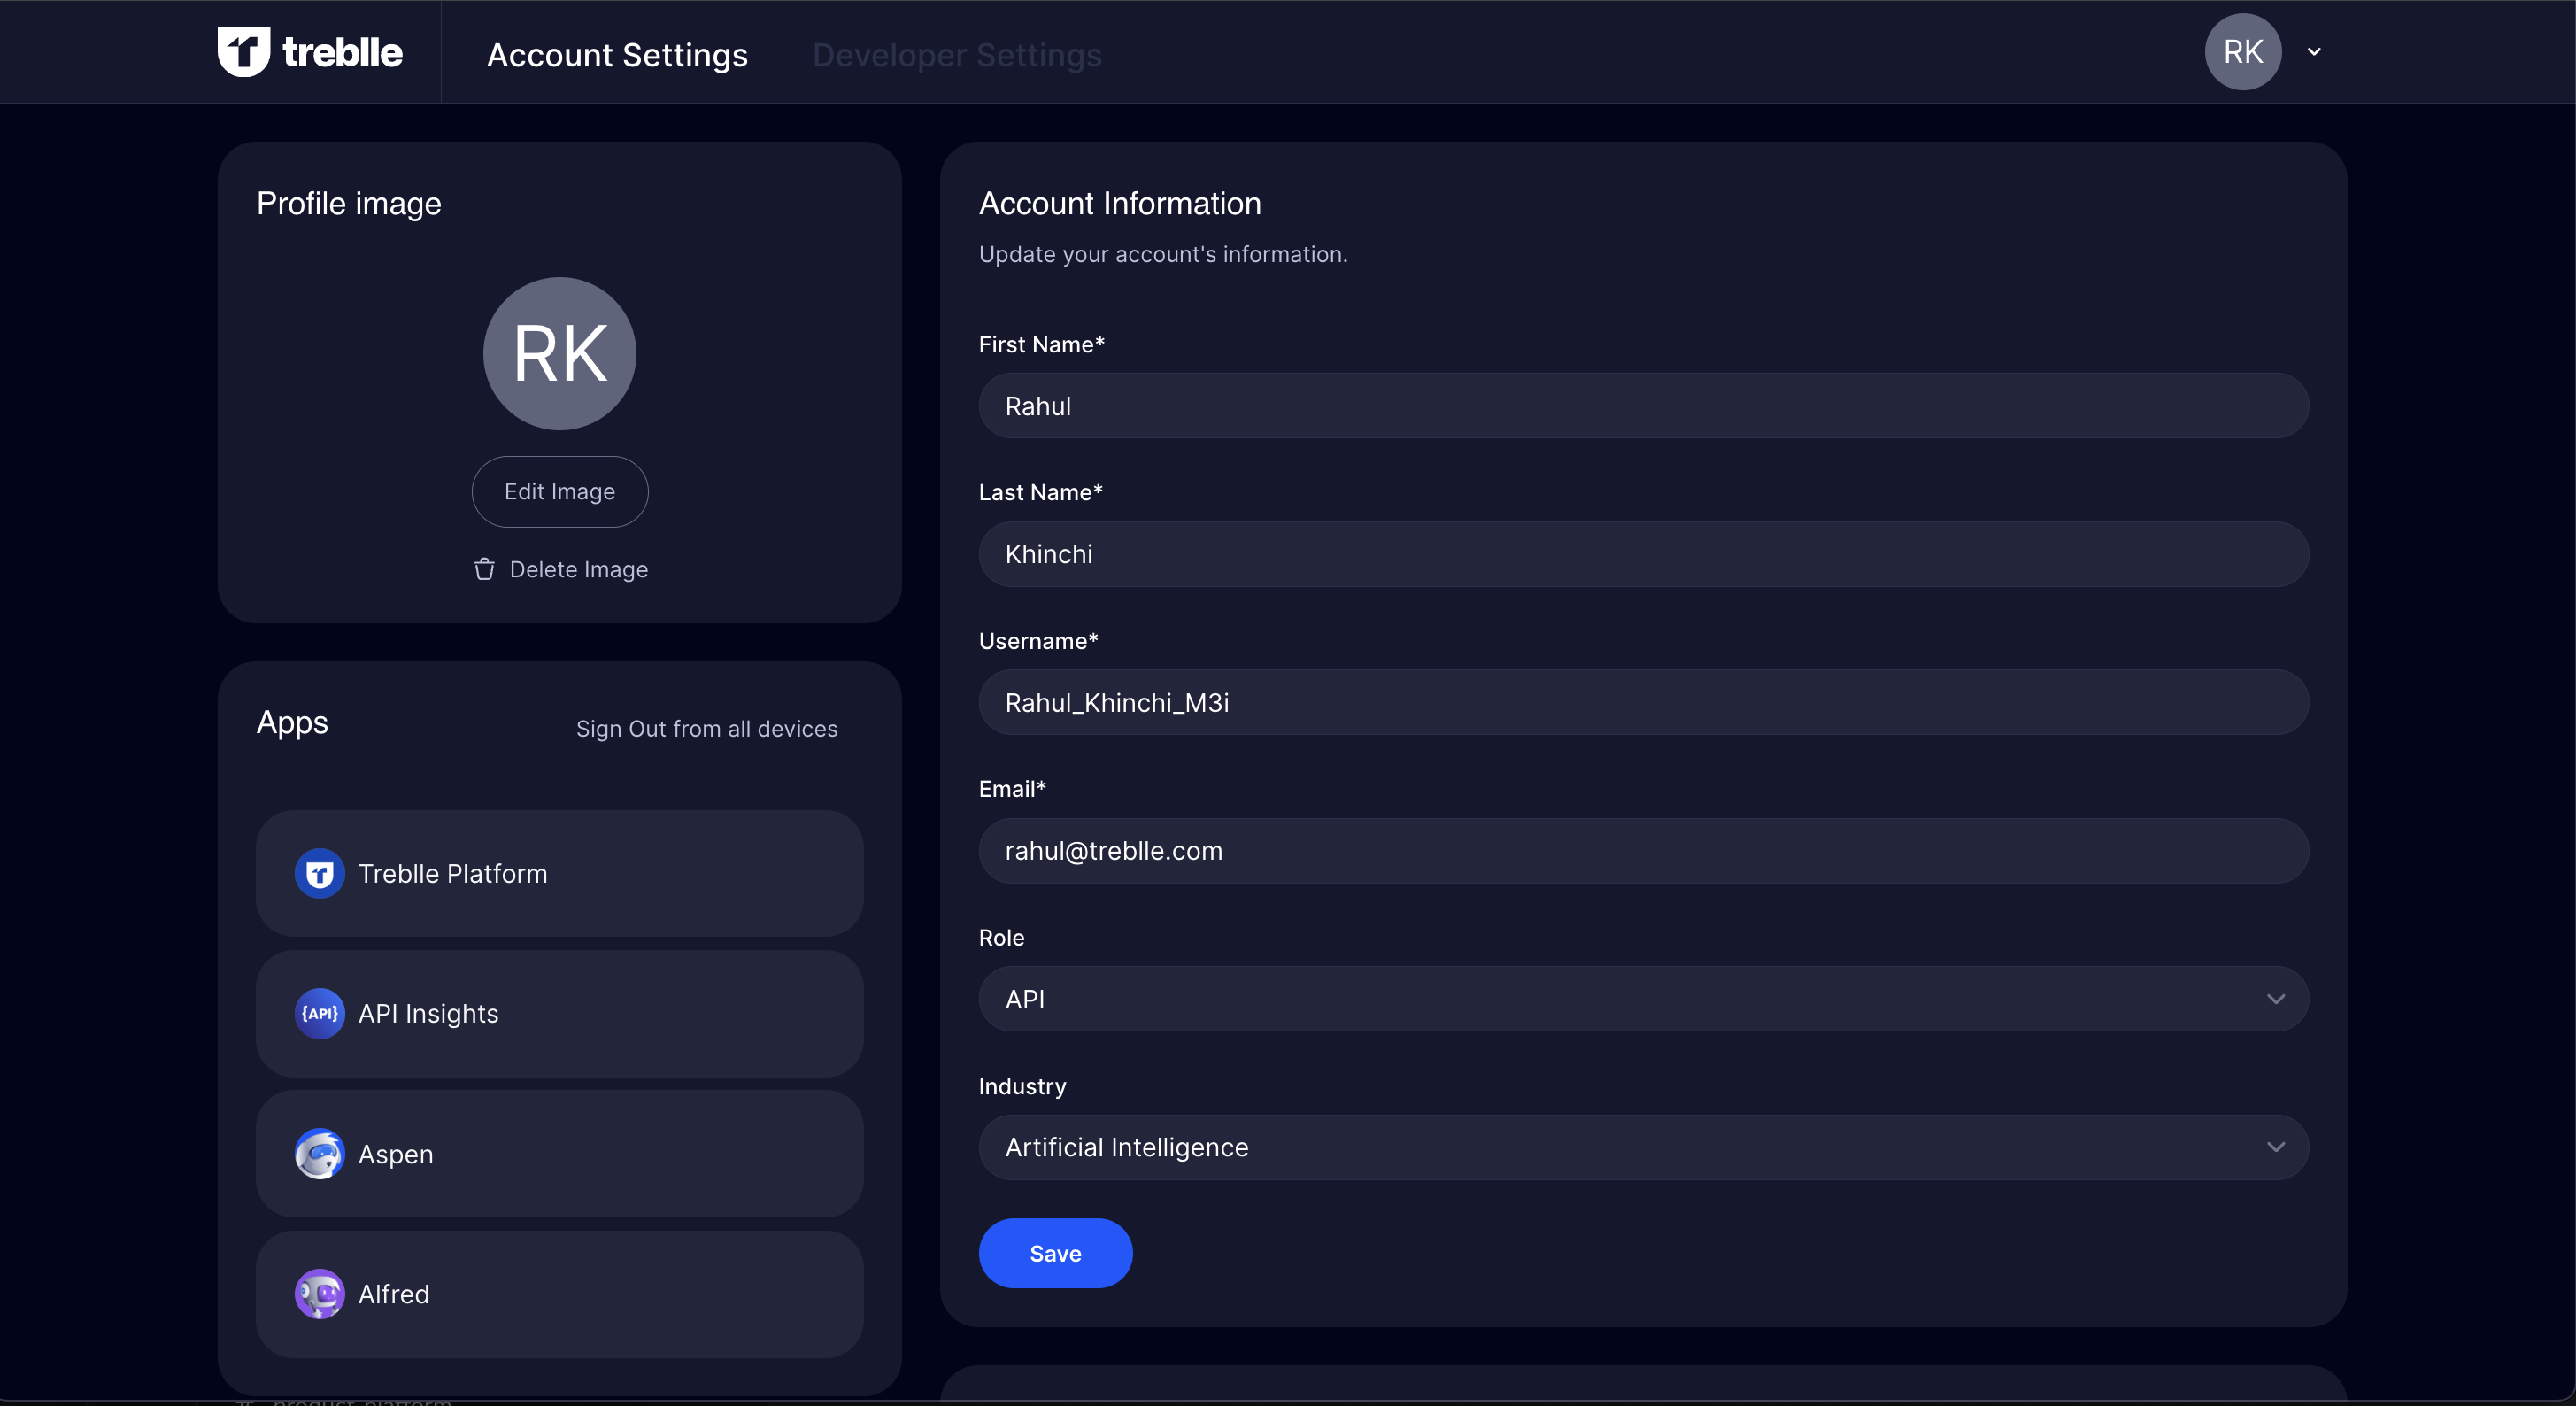 treblle
Account Settings
Developer Settings
RK
Profile image
RK
Edit Image
Delete Image
Apps
Sign Out from all devices
Treblle Platform
{API} API Insights
Aspen
Alfred
Account Information
Update your account's information.
First Name*
Rahul
Last Name*
Khinchi
Username*
Rahul_Khinchi_M3i
Email*
rahul@treblle.com
Role
API
Industry
Artificial Intelligence
Save